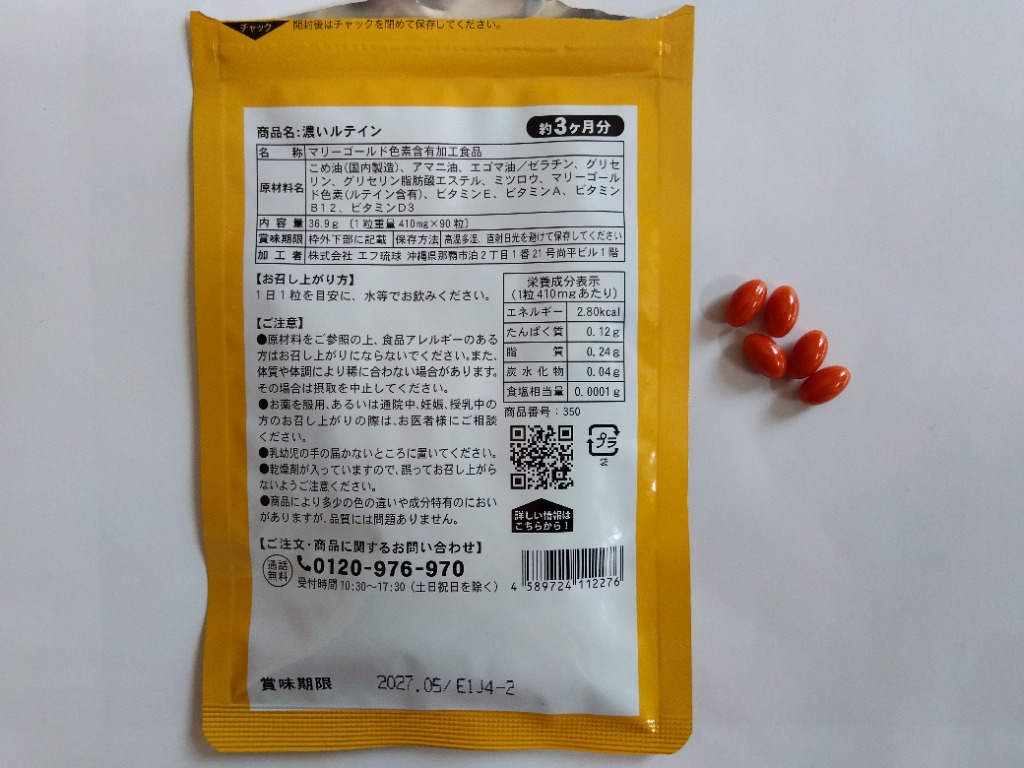 チャック
開封後はチャックを閉めて保存してください。
商品名:濃いルテイン
約3ヶ月分
名 称 マリーゴールド色素含有加工食品
原材料名 こめ油(国内製造)、アマニ油、エゴマ油/ゼラチン、グリセ
リン、グリセリン脂肪酸エステル、ミツロウ、マリーゴー
ルド色素(ルテイン含有)、ビタミンE、ビタミンA、ビタミン
B12、ビタミンD3
内容量 36.9g 〔1粒重量410mg×90粒〕
賞味期限 枠外下部に記載 保存方法 高温多湿、直射日光を避けて保存してください
加工者 株式会社 エフ琉球 沖縄県那覇市泊2丁目1番21号尚平ビル1階
【お召し上がり方】
1日1粒を目安に、水等でお飲みください。
【ご注意】
●原材料をご参照の上、食品アレルギーのある
方はお召し上がりにならないでください。また、
体質や体調により稀に合わない場合があります。
その場合は摂取を中止してください。
●お薬を服用、あるいは通院中、妊娠、授乳中の
方のお召し上がりの際は、お医者様にご相談
ください。
●乳幼児の手の届かないところに置いてください。
●乾燥剤が入っていますので、誤ってお召し上がら
ないようご注意ください。
●商品により多少の色の違いや成分特有のにおい
がありますが、品質には問題ありません。
栄養成分表示
(1粒410mgあたり)
エネルギー 2.80kcal
たんぱく質 0.12g
脂 質 0.24g
炭水化物 0.04g
食塩相当量 0.0001g
商品番号:350
プラ
袋
詳しい情報は
こちらから!
【ご注文・商品に関するお問い合わせ】
通話
無料
0120-976-970
受付時間10:30～17:30(土日祝日を除く)
4 589724 112276
賞味期限 2027.05/E1J4-2